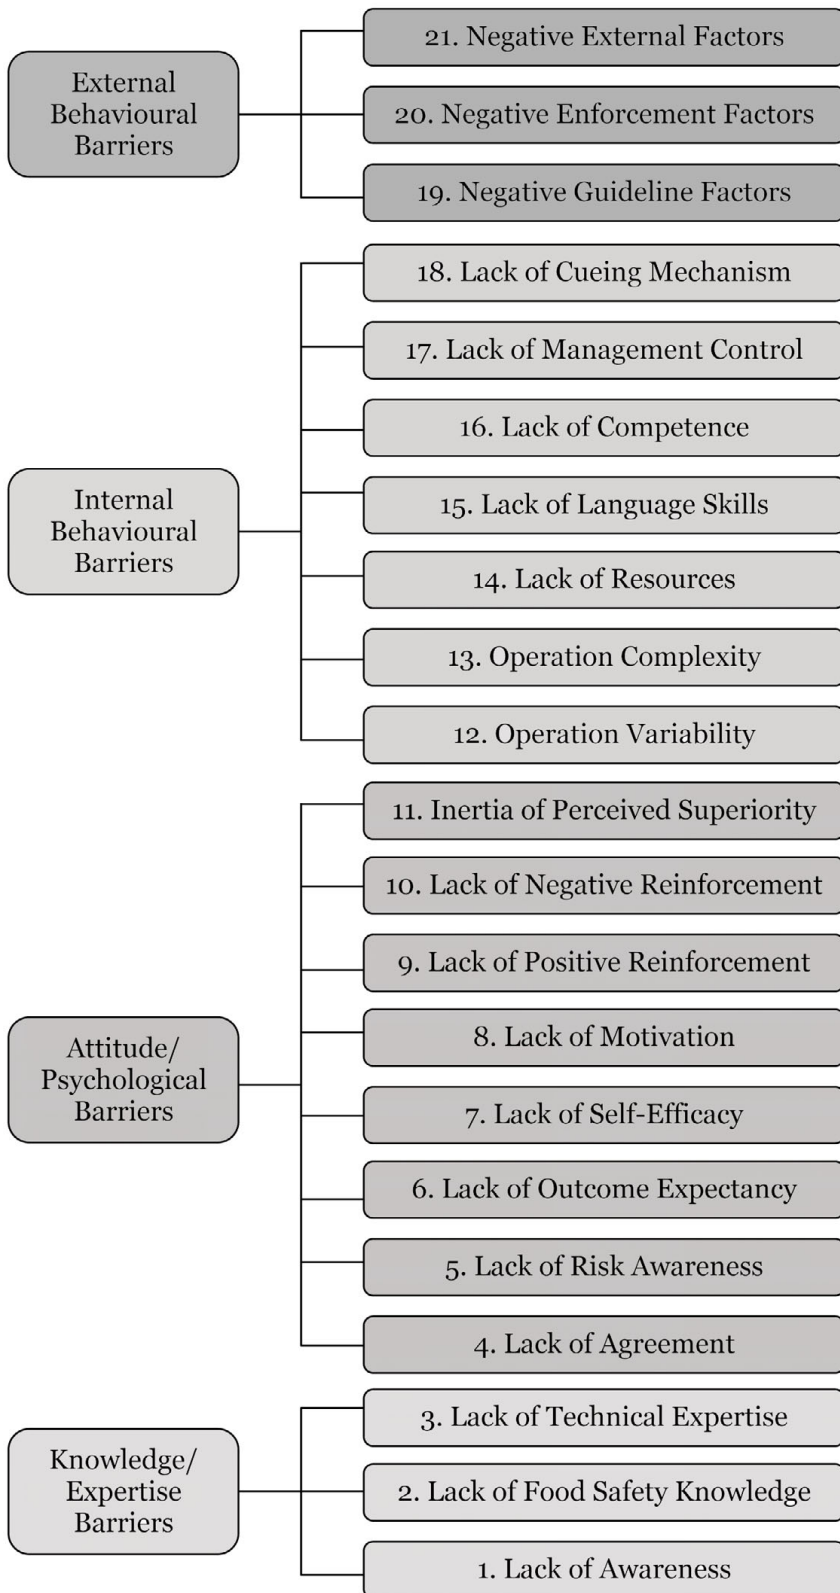 External
Behavioural
Barriers
21. Negative External Factors
20. Negative Enforcement Factors
19. Negative Guideline Factors
Internal
Behavioural
Barriers
18. Lack of Cueing Mechanism
17. Lack of Management Control
16. Lack of Competence
15. Lack of Language Skills
14. Lack of Resources
13. Operation Complexity
12. Operation Variability
Attitude/
Psychological
Barriers
11. Inertia of Perceived Superiority
10. Lack of Negative Reinforcement
9. Lack of Positive Reinforcement
8. Lack of Motivation
7. Lack of Self-Efficacy
6. Lack of Outcome Expectancy
5. Lack of Risk Awareness
4. Lack of Agreement
Knowledge/
Expertise
Barriers
3. Lack of Technical Expertise
2. Lack of Food Safety Knowledge
1. Lack of Awareness